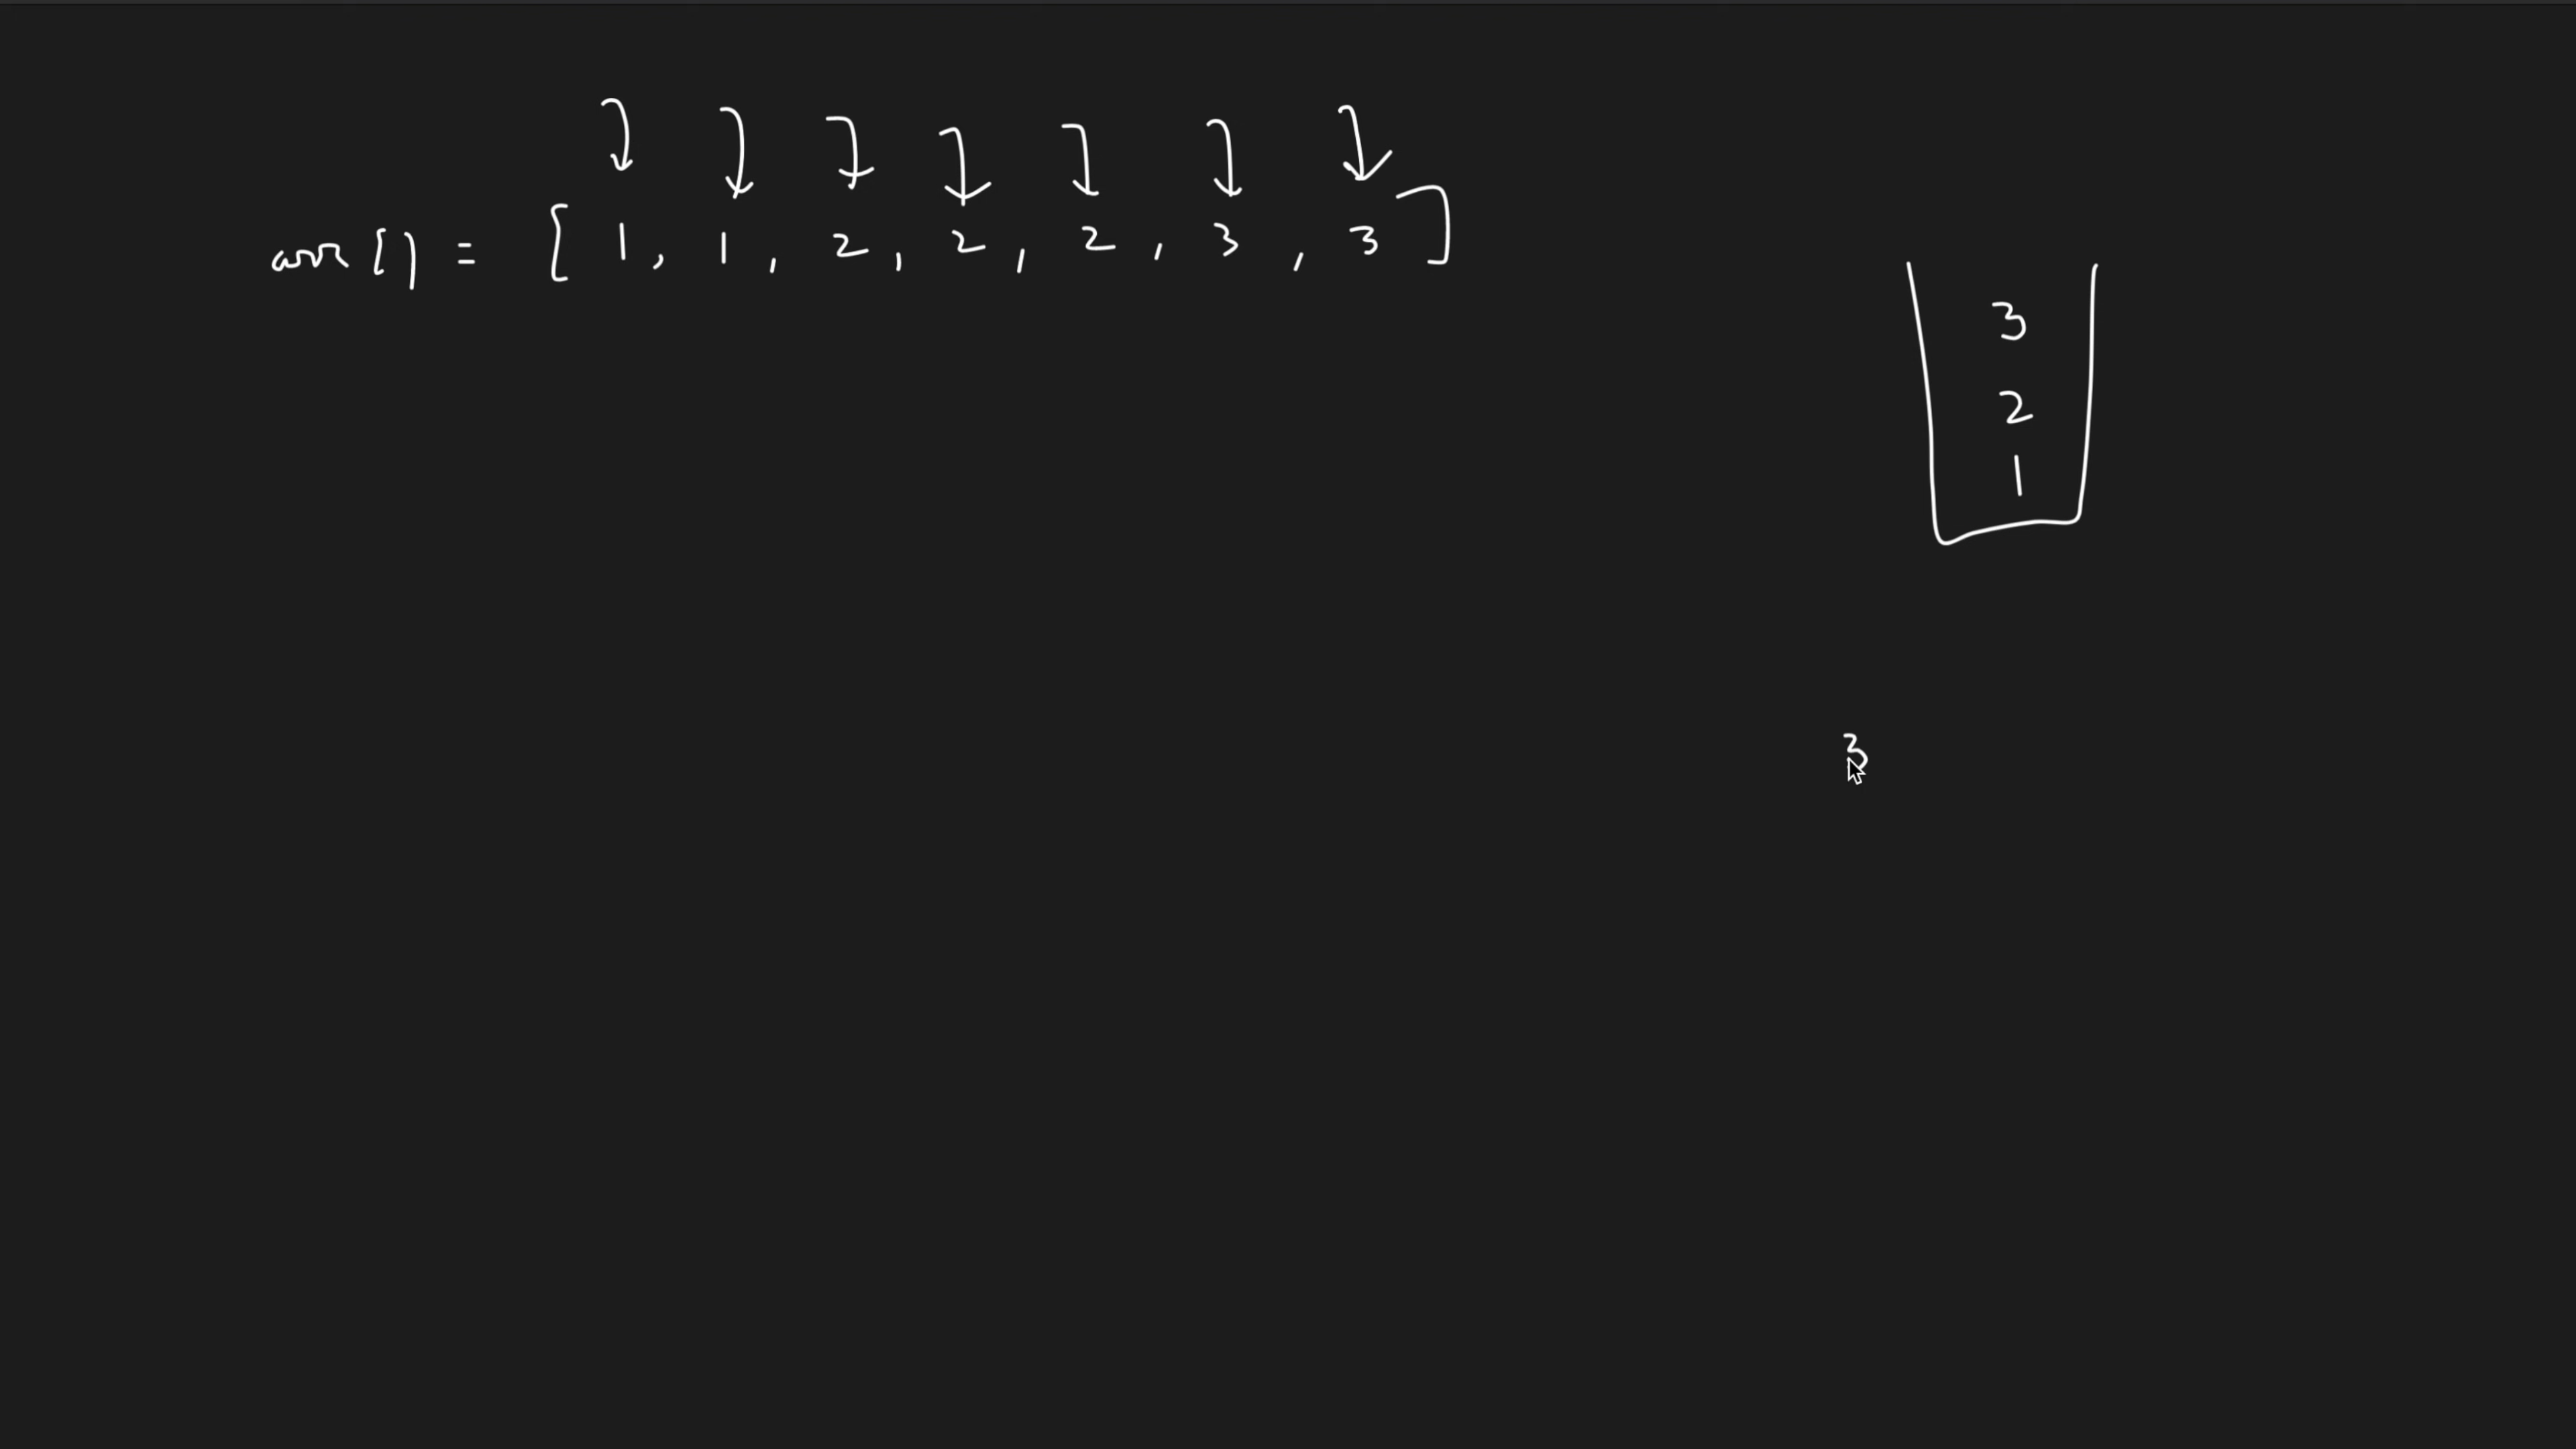 arr[] = [1, 1, 2, 2, 2, 3, 3]
3
2
1
3